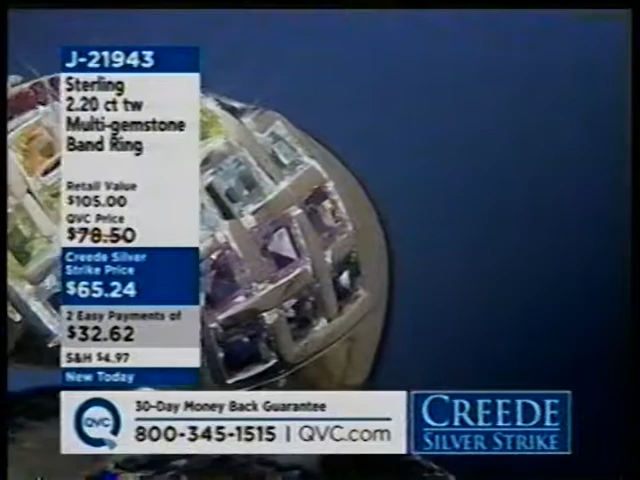 J-21943
Sterling
2.20 ct tw
Multi-gemstone
Band Ring
Retail Value
$105.00
QVC Price
$78.50
Creede Silver
Strike Price
$65.24
2 Easy Payments of
$32.62
S&H $4.97
New Today
QVC
30-Day Money Back Guarantee
800-345-1515 | QVC.com
CREEDE
SILVER STRIKE